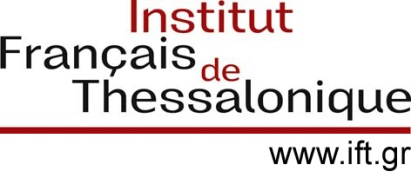 Institut
Français
de
Thessalonique
www.ift.gr